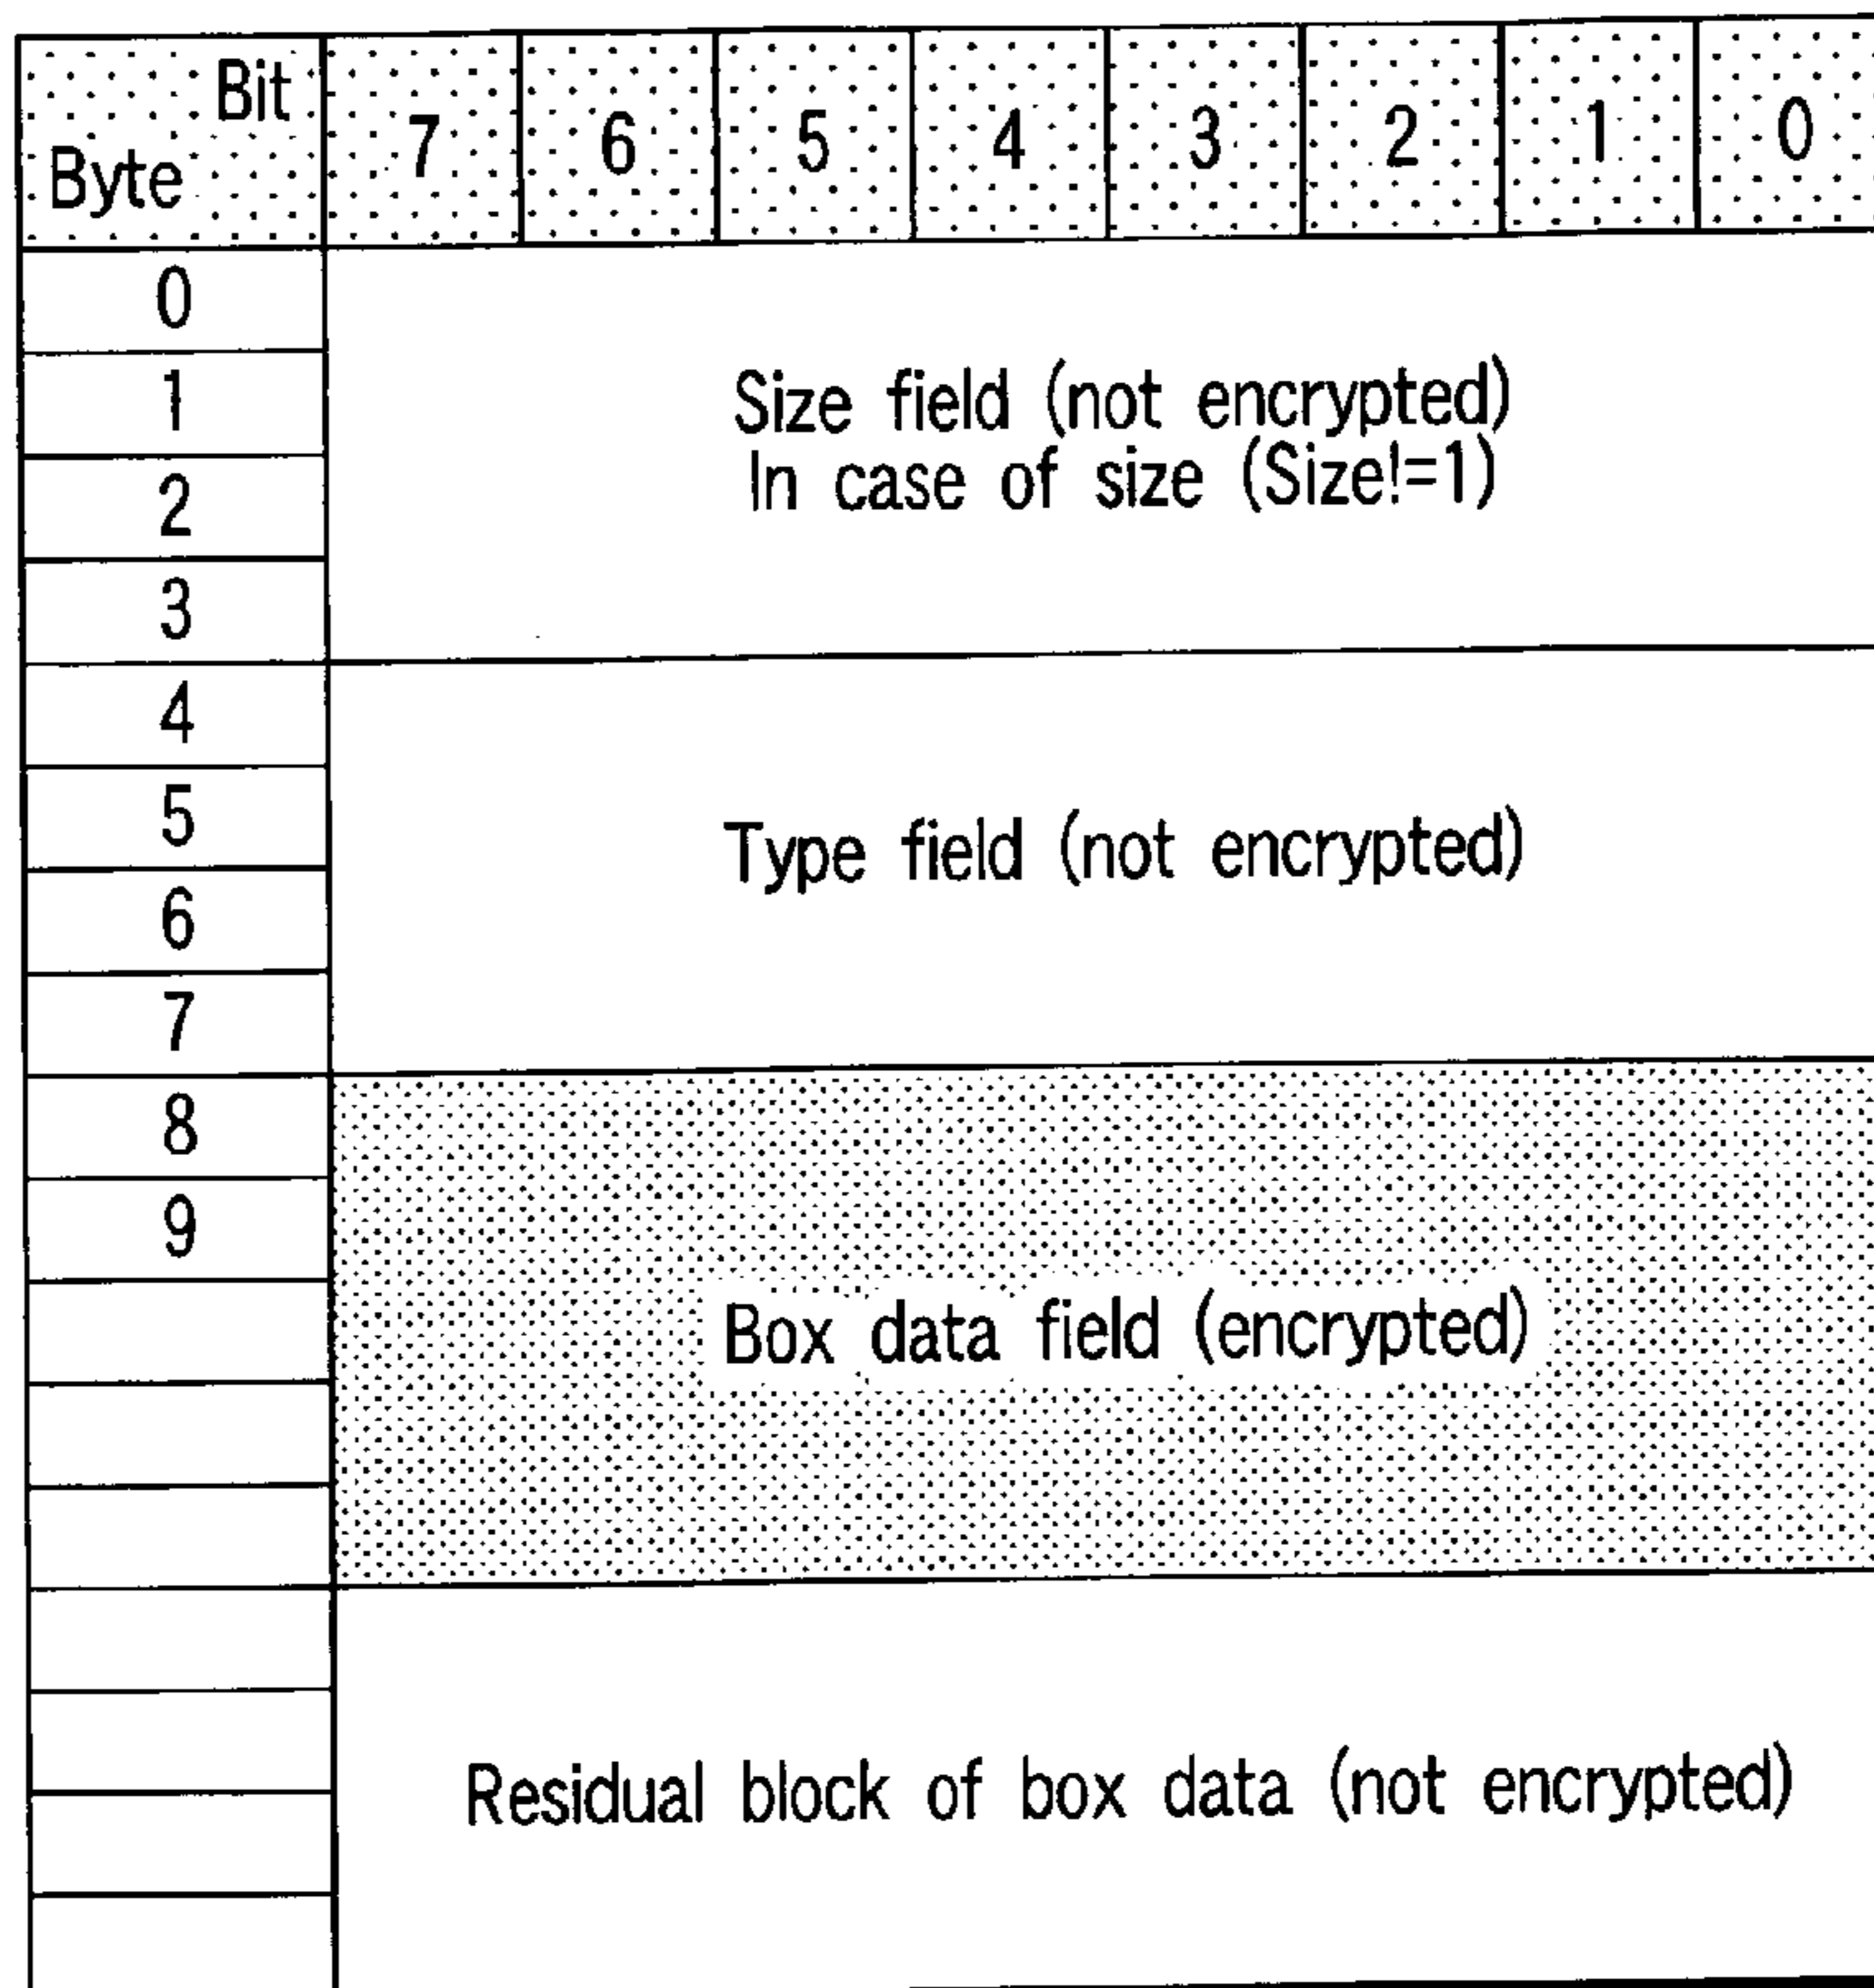 Bit
Byte 7 6 5 4 3 2 1 0
0
1
Size field (not encrypted)
In case of size (Size!=1)
2
3
4
5
Type field (not encrypted)
6
7
8
9
Box data field (encrypted)
Residual block of box data (not encrypted)